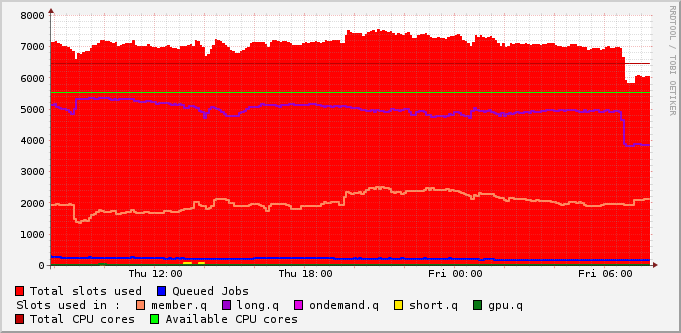 RRDTOOL / TOBI OETIKER
8000
7000
6000
5000
4000
3000
2000
1000
0
Thu 12:00 Thu 18:00 Fri 00:00 Fri 06:00
Total slots used Queued Jobs
Slots used in : member.q long.q ondemand.q short.q gpu.q
Total CPU cores Available CPU cores